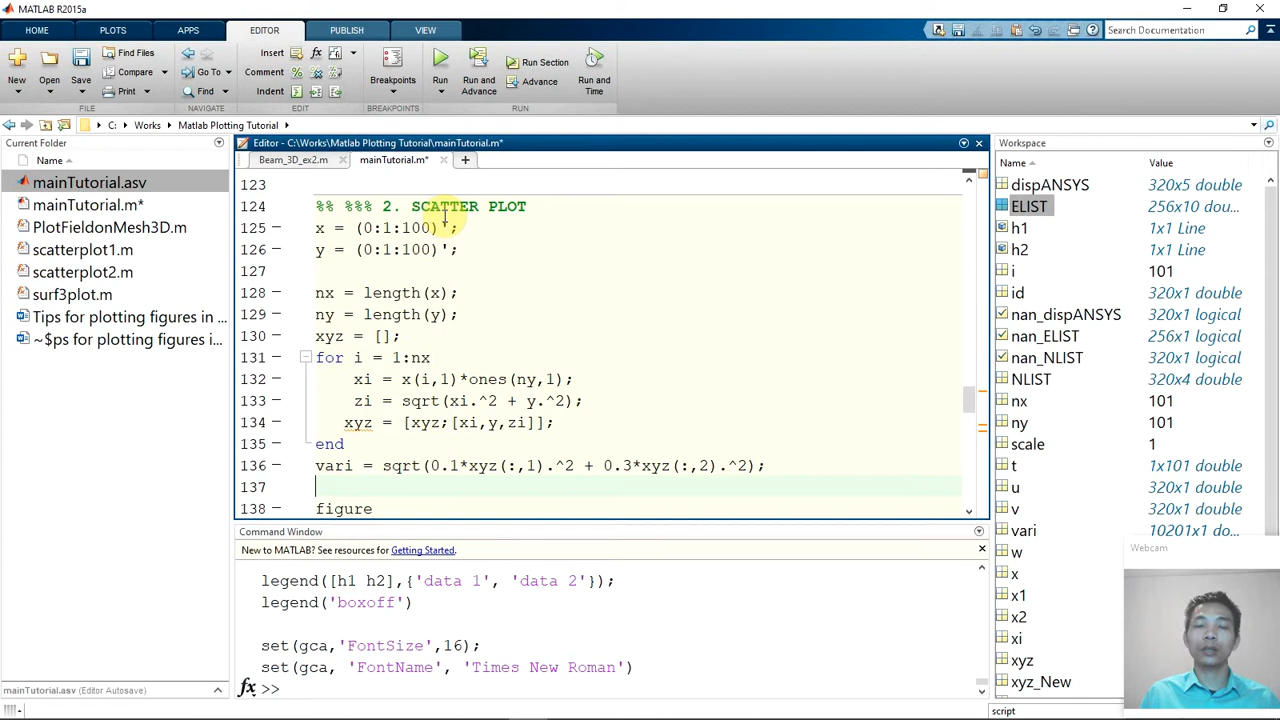 MATLAB R2015a
HOME PLOTS APPS EDITOR PUBLISH VIEW
Search Documentation
Find Files
Insert fx
Compare
Go To
Comment
Breakpoints
Run Section
New Open Save
Print
Find
Indent
Run Run and Advance
Advance
Run and Time
FILE NAVIGATE EDIT BREAKPOINTS RUN
C: Works Matlab Plotting Tutorial
Current Folder
Name
mainTutorial.asv
mainTutorial.m*
PlotFieldonMesh3D.m
scatterplot1.m
scatterplot2.m
surf3plot.m
Tips for plotting figures in ...
~$ps for plotting figures i...
mainTutorial.asv (Editor Autosave)
Editor - C:\Works\Matlab Plotting Tutorial\mainTutorial.m*
Beam_3D_ex2.m mainTutorial.m*
123
124 %% %%% 2. SCATTER PLOT
125 x = (0:1:100)';
126 y = (0:1:100)';
127
128 nx = length(x);
129 ny = length(y);
130 xyz = [];
131 for i = 1:nx
132 xi = x(i,1)*ones(ny,1);
133 zi = sqrt(xi.^2 + y.^2);
134 xyz = [xyz;[xi,y,zi]];
135 end
136 vari = sqrt(0.1*xyz(:,1).^2 + 0.3*xyz(:,2).^2);
137
138 figure
Command Window
New to MATLAB? See resources for Getting Started.
legend([h1 h2],{'data 1', 'data 2'});
legend('boxoff')
set(gca,'FontSize',16);
set(gca, 'FontName', 'Times New Roman')
fx >>
Workspace
Name Value
dispANSYS 320x5 double
ELIST 256x10 dou...
h1 1x1 Line
h2 1x1 Line
i 101
id 320x1 double
nan_dispANSYS 320x1 logical
nan_ELIST 256x1 logical
nan_NLIST 320x1 logical
NLIST 320x4 double
nx 101
ny 101
scale 1
t 1x101 double
u 320x1 double
v 320x1 double
vari 10201x1 do...
w
x
x1
x2
xi
xyz
xyz_New
Webcam
script